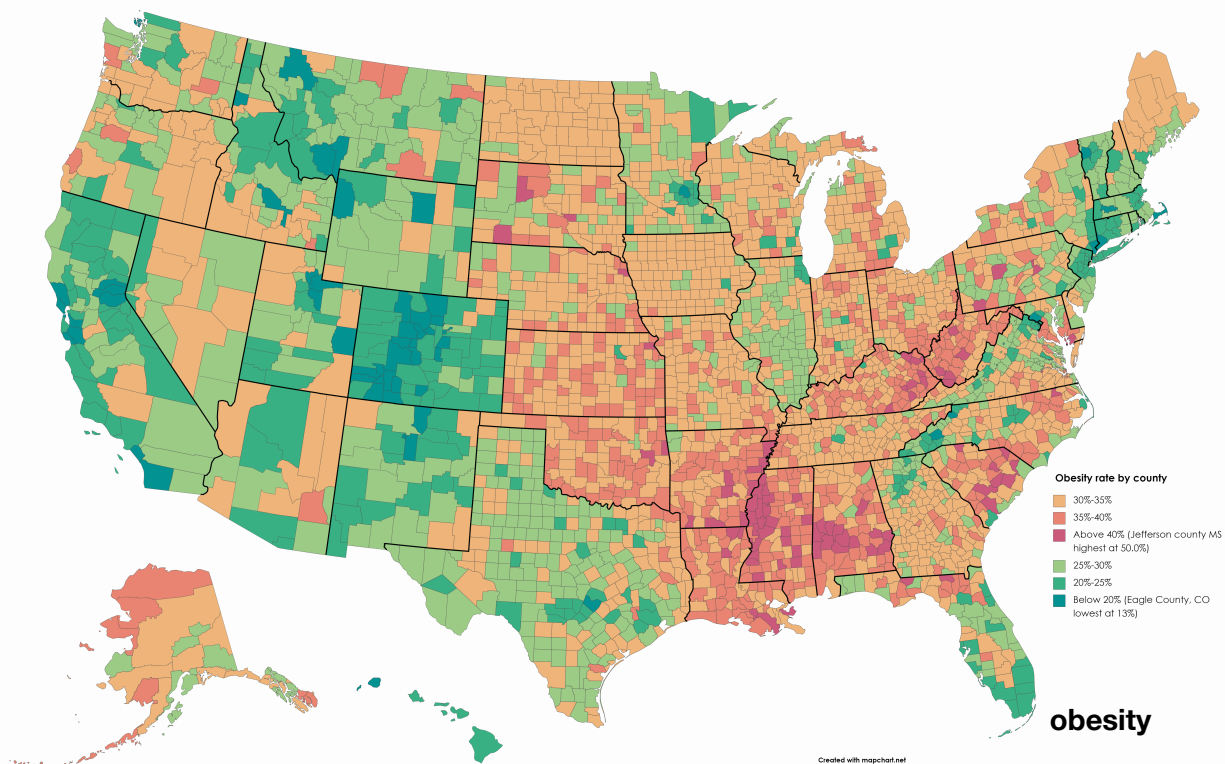 Obesity rate by county
30%-35%
35%-40%
Above 40% (Jefferson county MS
highest at 50.0%)
25%-30%
20%-25%
Below 20% (Eagle County, CO
lowest at 13%)
obesity
Created with mapchart.net